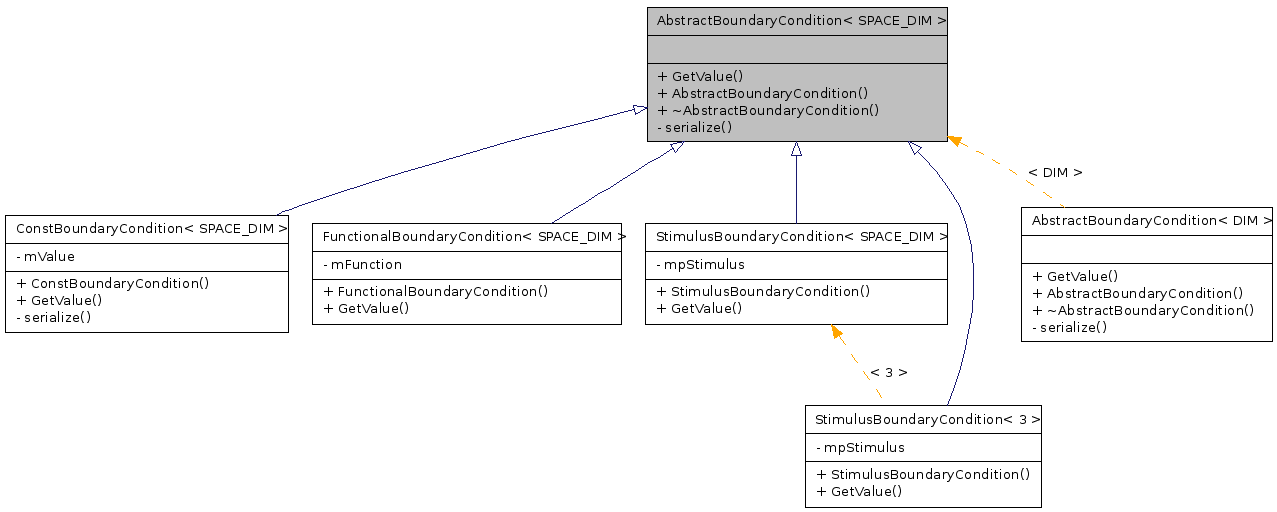 AbstractBoundaryCondition< SPACE_DIM >
+ GetValue()
+ AbstractBoundaryCondition()
+ ~AbstractBoundaryCondition()
- serialize()
< DIM >
ConstBoundaryCondition< SPACE_DIM >
- mValue
+ ConstBoundaryCondition()
+ GetValue()
- serialize()
FunctionalBoundaryCondition< SPACE_DIM >
- mFunction
+ FunctionalBoundaryCondition()
+ GetValue()
StimulusBoundaryCondition< SPACE_DIM >
- mpStimulus
+ StimulusBoundaryCondition()
+ GetValue()
AbstractBoundaryCondition< DIM >
+ GetValue()
+ AbstractBoundaryCondition()
+ ~AbstractBoundaryCondition()
- serialize()
< 3 >
StimulusBoundaryCondition< 3 >
- mpStimulus
+ StimulusBoundaryCondition()
+ GetValue()